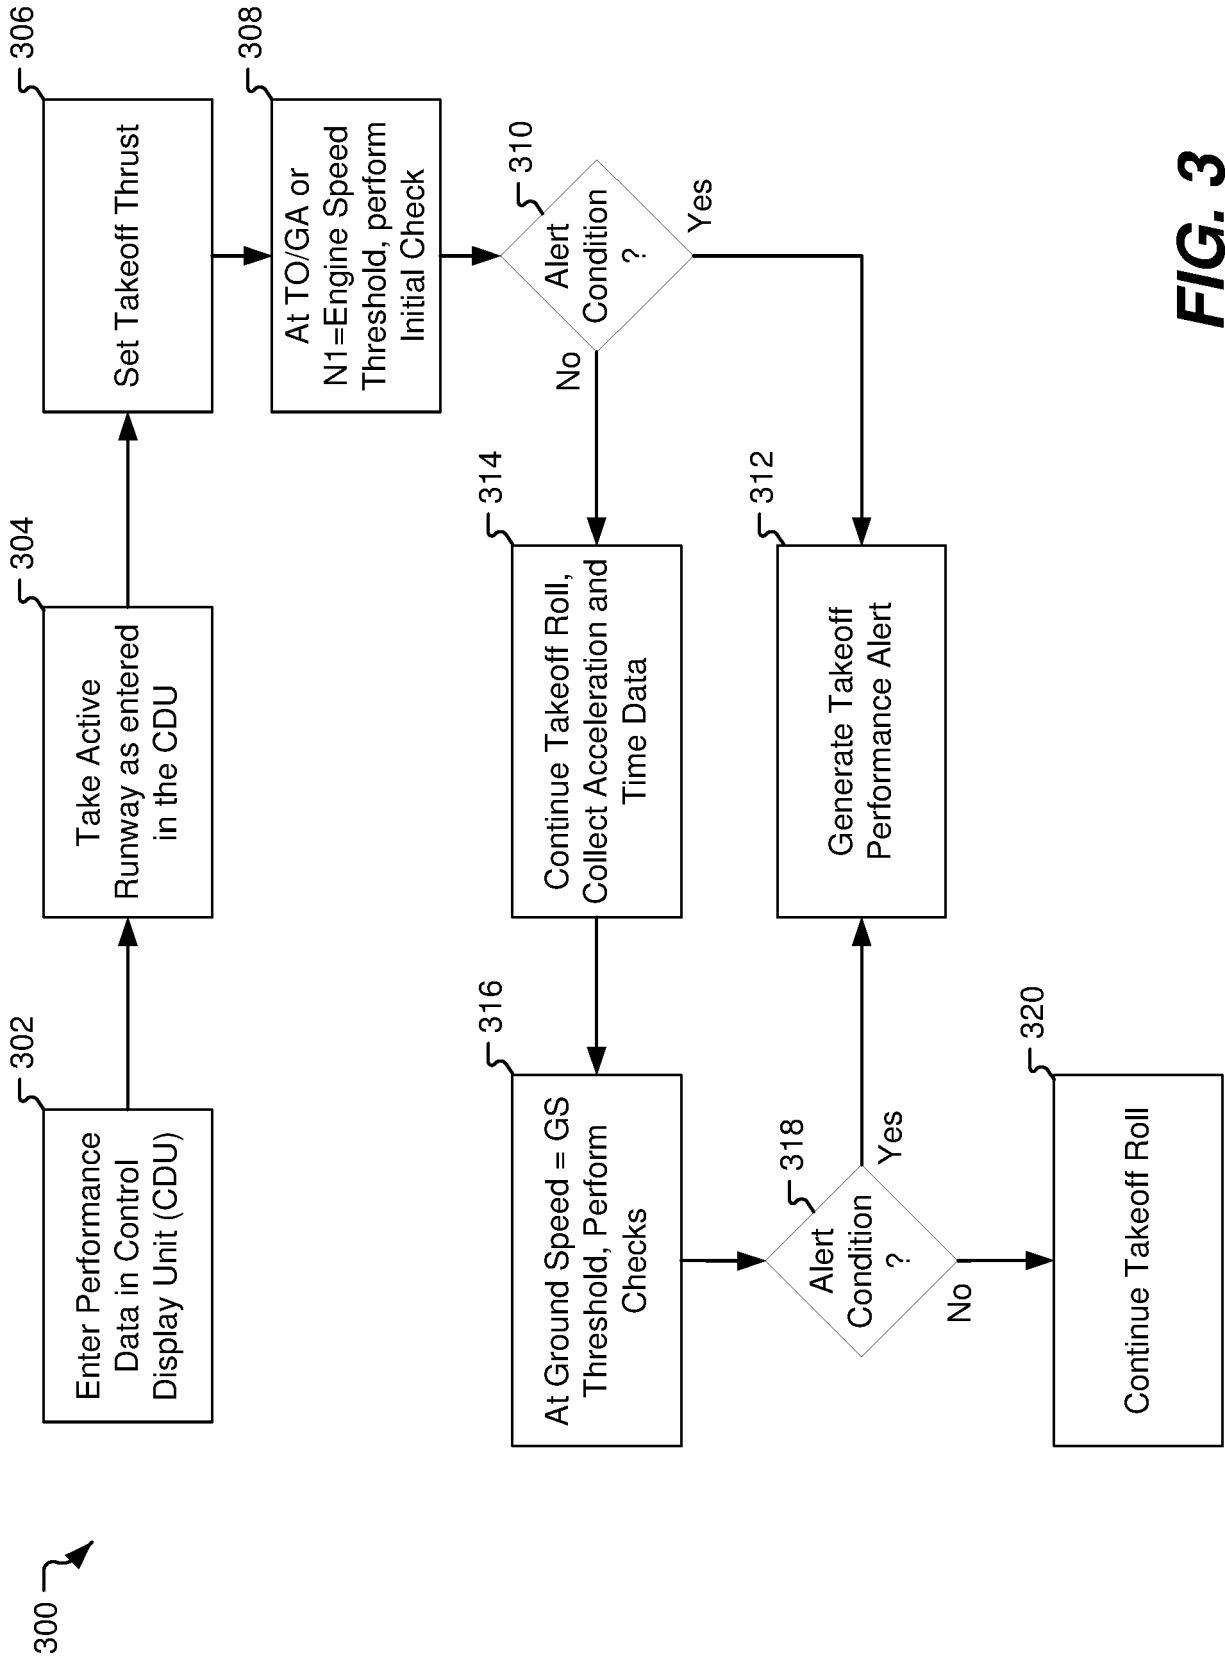 300
302
Enter Performance
Data in Control
Display Unit (CDU)
304
Take Active
Runway as entered
in the CDU
306
Set Takeoff Thrust
308
At TO/GA or
N1=Engine Speed
Threshold, perform
Initial Check
310
Alert
Condition
?
No
Yes
314
Continue Takeoff Roll,
Collect Acceleration and
Time Data
316
At Ground Speed = GS
Threshold, Perform
Checks
318
Alert
Condition
?
Yes
No
312
Generate Takeoff
Performance Alert
320
Continue Takeoff Roll
FIG. 3